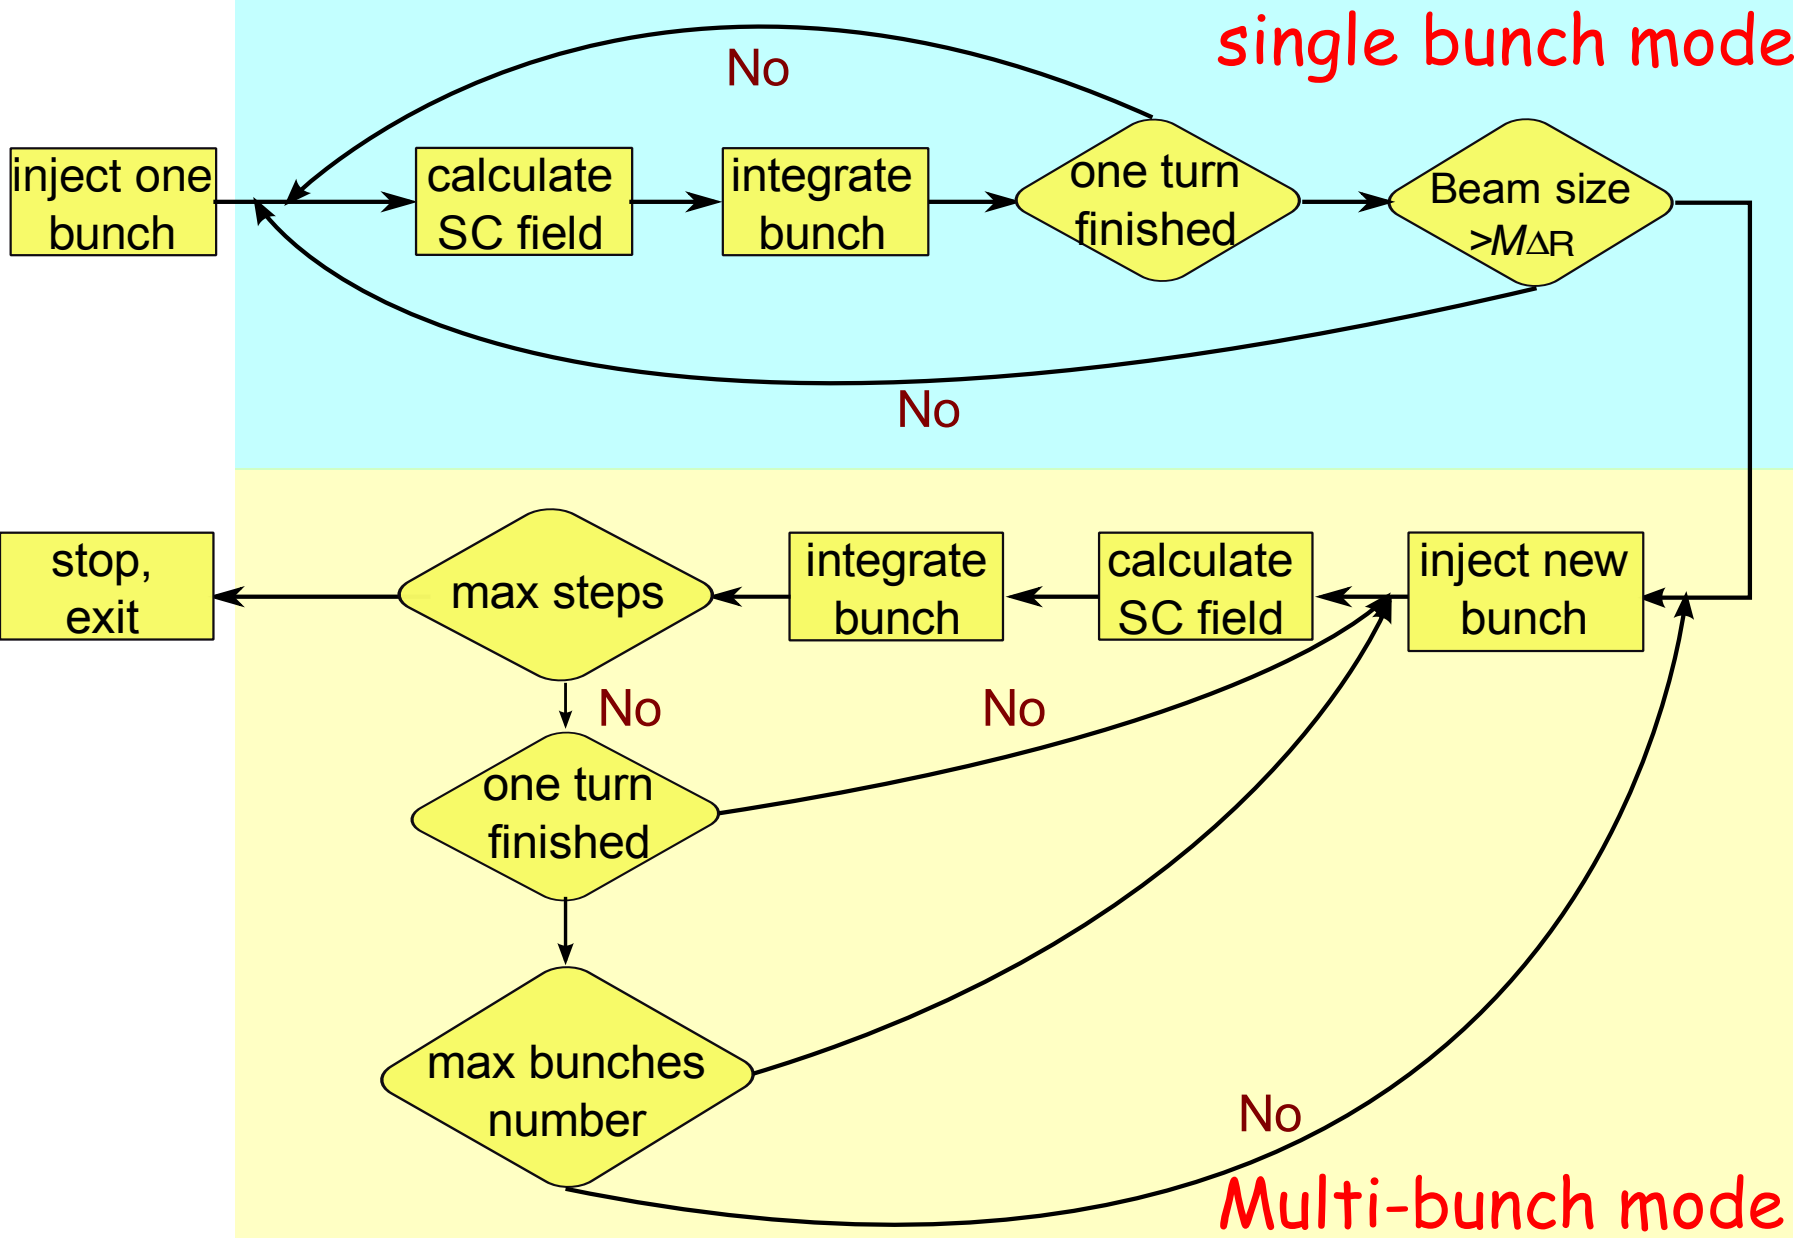 single bunch mode
No
inject one
bunch
calculate
SC field
integrate
bunch
one turn
finished
Beam size
>MΔR
No
stop,
exit
max steps
integrate
bunch
calculate
SC field
inject new
bunch
No
No
one turn
finished
max bunches
number
No
Multi-bunch mode